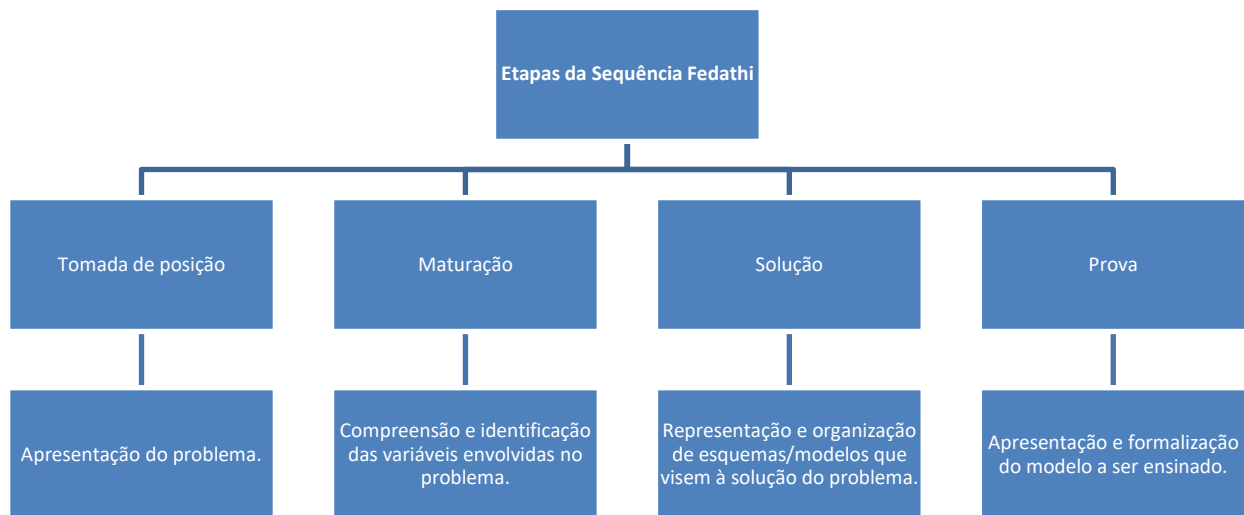 Etapas da Sequência Fedathi
Tomada de posição
Maturação
Solução
Prova
Apresentação do problema.
Compreensão e identificação
das variáveis envolvidas no
problema.
Representação e organização
de esquemas/modelos que
visem à solução do problema.
Apresentação e formalização
do modelo a ser ensinado.